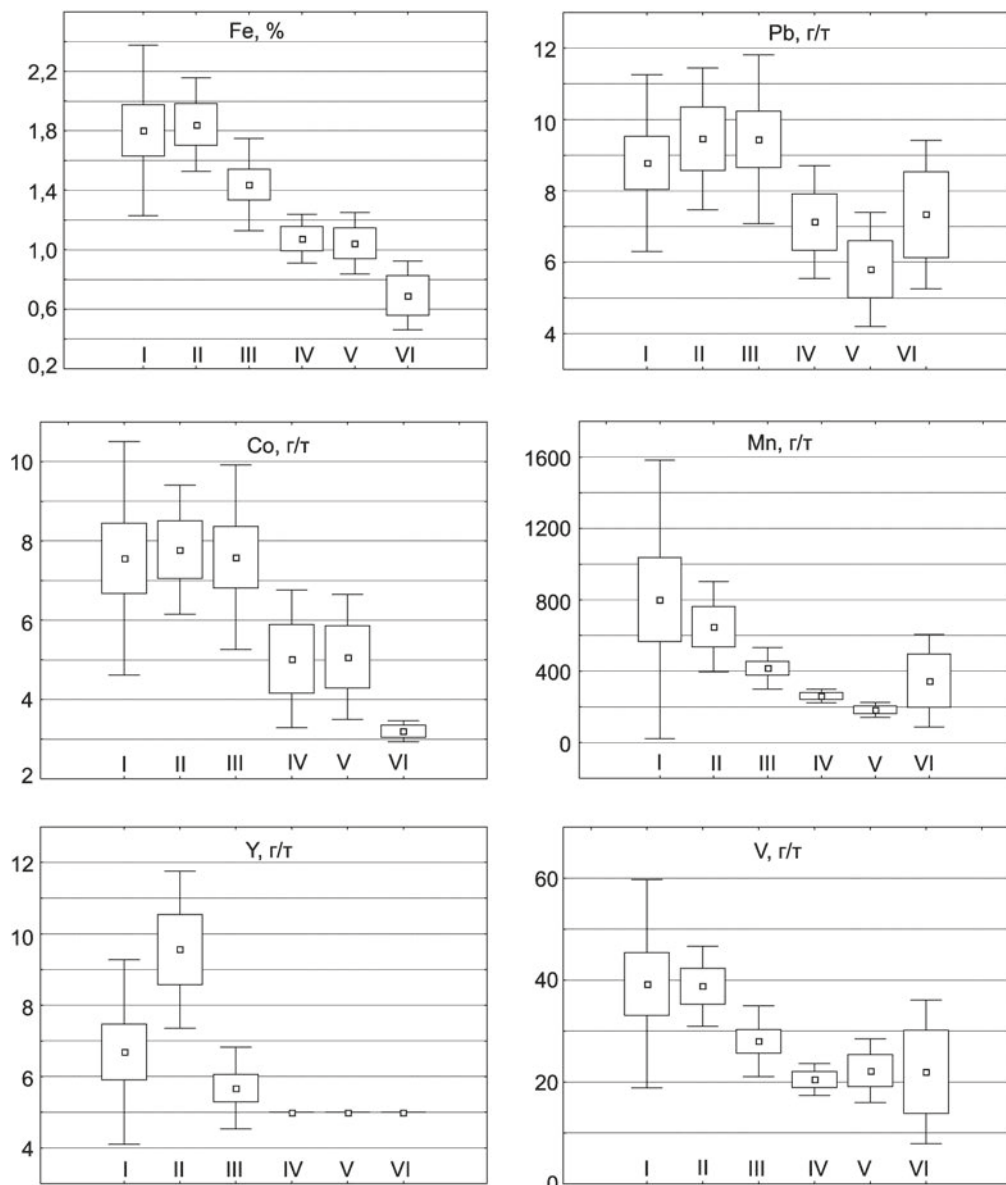 Fe, %
2,2
1,8
1,4
1,0
0,6
0,2
I II III IV V VI
Pb, г/т
12
10
8
6
4
I II III IV V VI
Co, г/т
10
8
6
4
2
I II III IV V VI
Mn, г/т
1600
1200
800
400
0
I II III IV V VI
Y, г/т
12
10
8
6
4
I II III IV V VI
V, г/т
60
40
20
0
I II III IV V VI